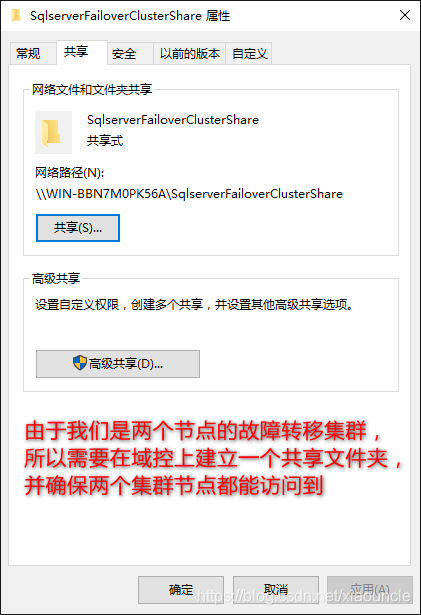 SqlserverFailoverClusterShare 属性
常规
共享
安全
以前的版本
自定义
网络文件和文件夹共享
SqlserverFailoverClusterShare
共享式
网络路径(N):
\\WIN-BBN7M0PK56A\SqlserverFailoverClusterShare
共享(S)...
高级共享
设置自定义权限，创建多个共享，并设置其他高级共享选项。
高级共享(D)...
由于我们是两个节点的故障转移集群，
所以需要在域控上建立一个共享文件夹，
并确保两个集群节点都能访问到
确定
取消
应用(A)
https://blog.csdn.net/xiaouncle